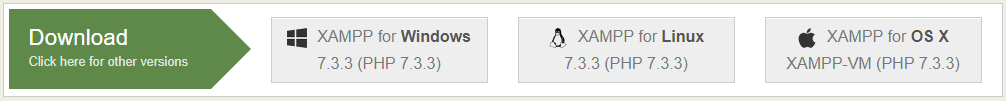 Download
Click here for other versions
XAMPP for Windows
7.3.3 (PHP 7.3.3)
XAMPP for Linux
7.3.3 (PHP 7.3.3)
XAMPP for OS X
XAMPP-VM (PHP 7.3.3)